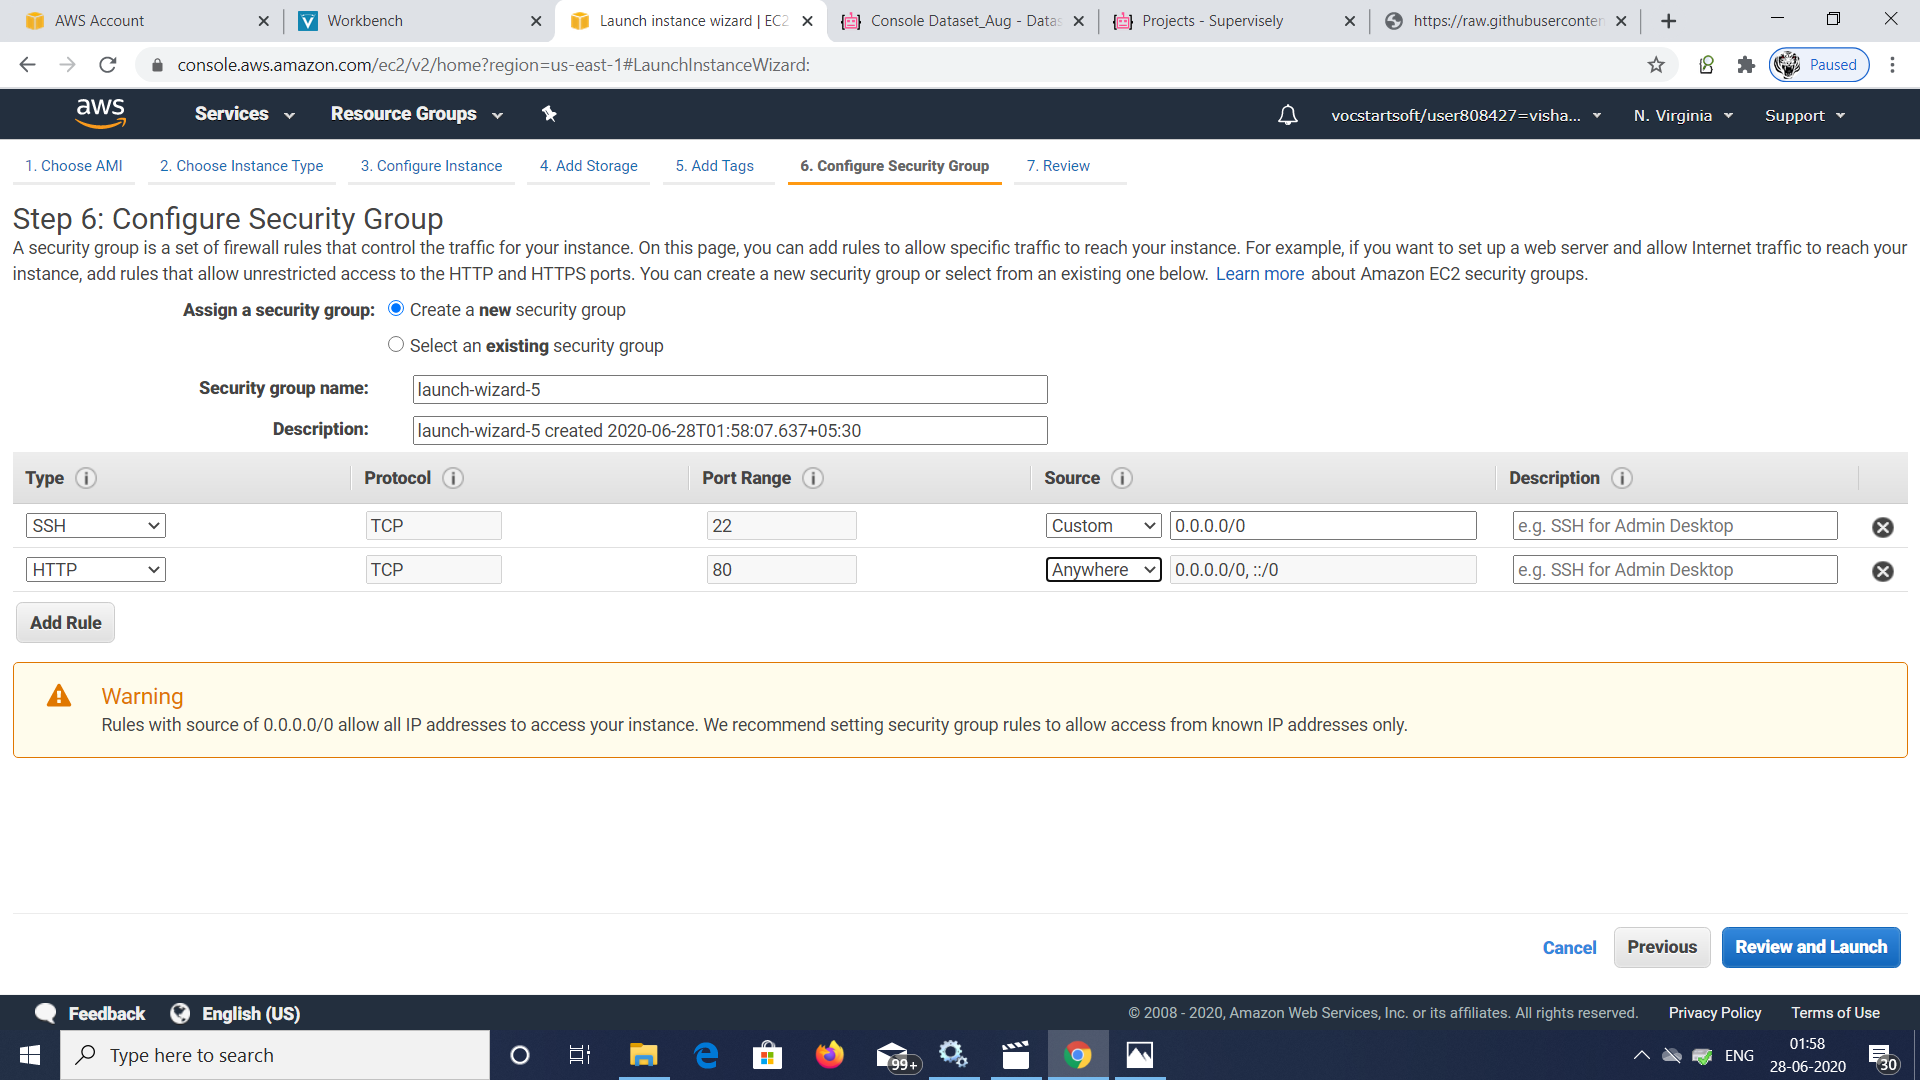 AWS Account
Workbench
Launch instance wizard | EC2
Console Dataset_Aug - Datas
Projects - Supervisely
https://raw.githubuserconten
console.aws.amazon.com/ec2/v2/home?region=us-east-1#LaunchInstanceWizard:
Paused
aws
Services
Resource Groups
vocstartsoft/user808427=visha...
N. Virginia
Support
1. Choose AMI
2. Choose Instance Type
3. Configure Instance
4. Add Storage
5. Add Tags
6. Configure Security Group
7. Review
Step 6: Configure Security Group
A security group is a set of firewall rules that control the traffic for your instance. On this page, you can add rules to allow specific traffic to reach your instance. For example, if you want to set up a web server and allow Internet traffic to reach your
instance, add rules that allow unrestricted access to the HTTP and HTTPS ports. You can create a new security group or select from an existing one below. Learn more about Amazon EC2 security groups.
Assign a security group:
Create a new security group
Select an existing security group
Security group name:
launch-wizard-5
Description:
launch-wizard-5 created 2020-06-28T01:58:07.637+05:30
Type i
Protocol i
Port Range i
Source i
Description i
SSH
TCP
22
Custom
0.0.0.0/0
e.g. SSH for Admin Desktop
HTTP
TCP
80
Anywhere
0.0.0.0/0, ::/0
e.g. SSH for Admin Desktop
Add Rule
Warning
Rules with source of 0.0.0.0/0 allow all IP addresses to access your instance. We recommend setting security group rules to allow access from known IP addresses only.
Cancel
Previous
Review and Launch
Feedback
English (US)
© 2008 - 2020, Amazon Web Services, Inc. or its affiliates. All rights reserved.
Privacy Policy
Terms of Use
Type here to search
99+
ENG
01:58
28-06-2020
30